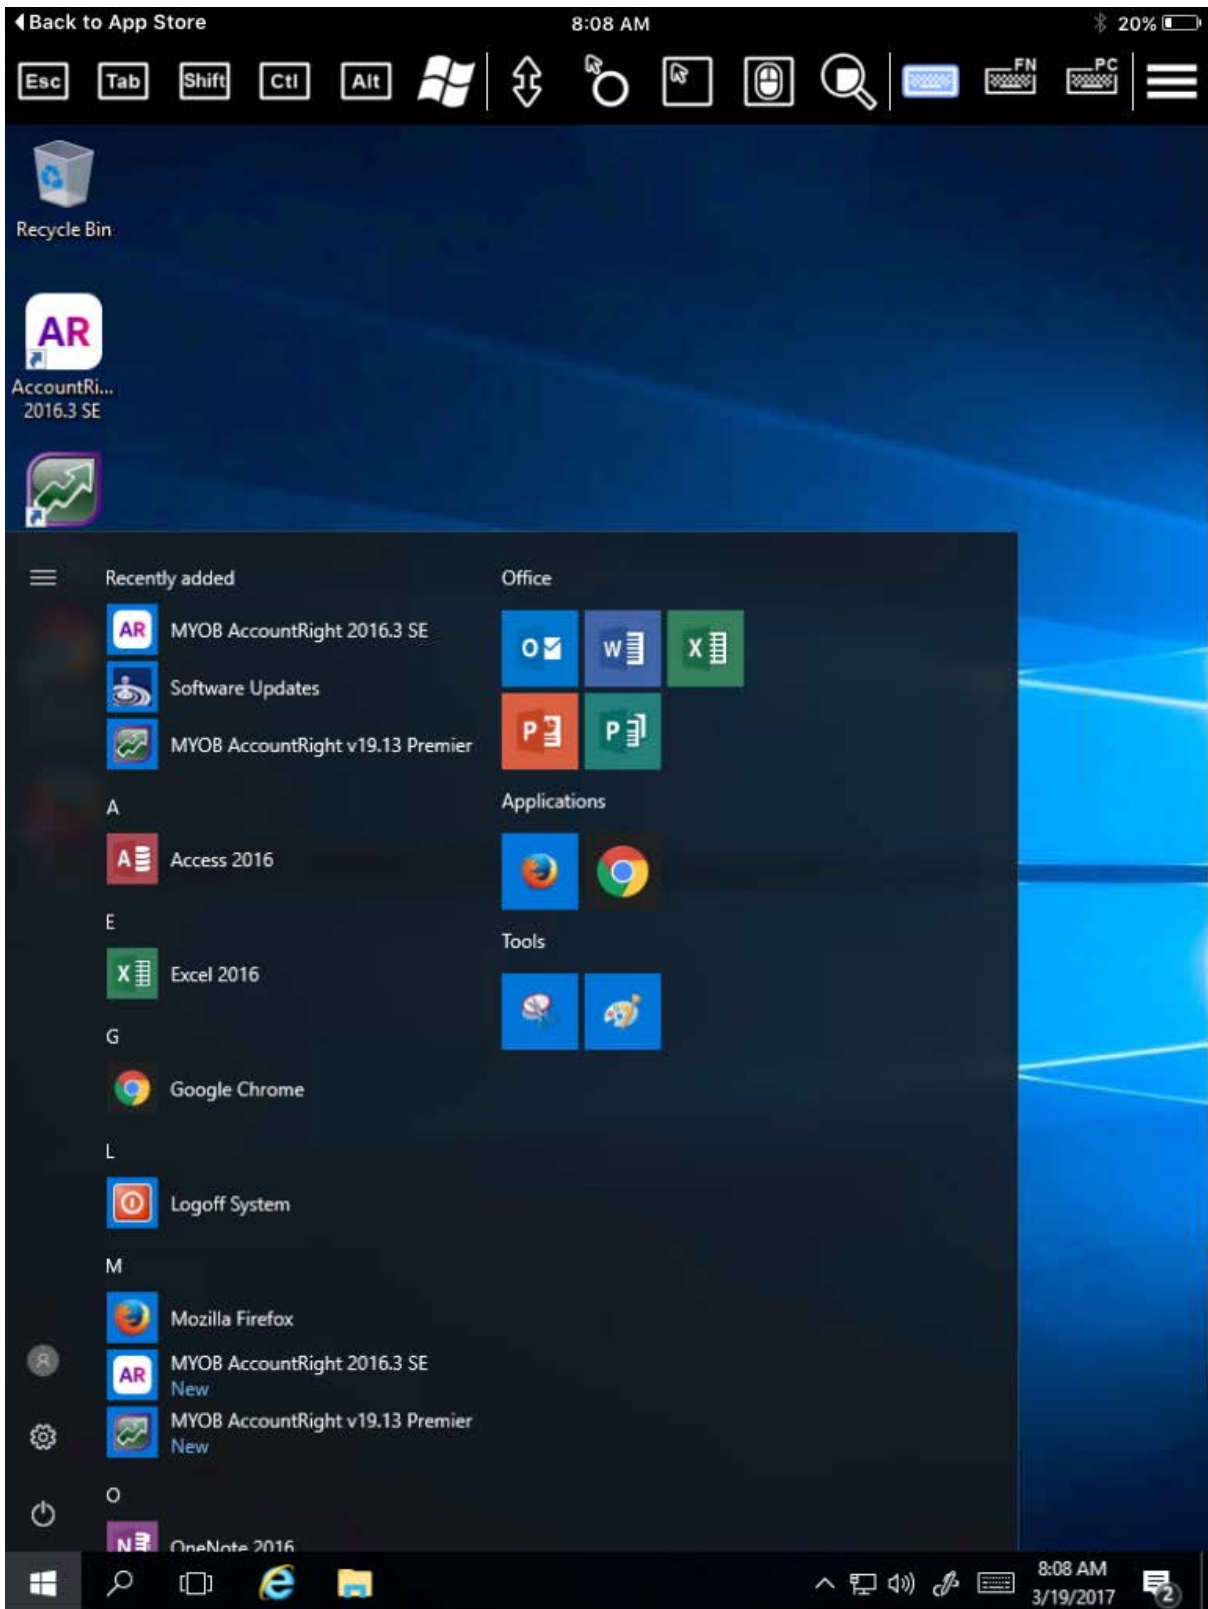 Back to App Store
8:08 AM
20%
Esc
Tab
Shift
Ctl
Alt
FN
PC
Recycle Bin
AR
AccountRi...
2016.3 SE
Recently added
AR
MYOB AccountRight 2016.3 SE
Software Updates
MYOB AccountRight v19.13 Premier
A
A
Access 2016
E
X
Excel 2016
G
Google Chrome
L
Logoff System
M
Mozilla Firefox
AR
MYOB AccountRight 2016.3 SE
New
MYOB AccountRight v19.13 Premier
New
O
N
OneNote 2016
Office
O
W
X
P
P
Applications
Tools
8:08 AM
3/19/2017
2